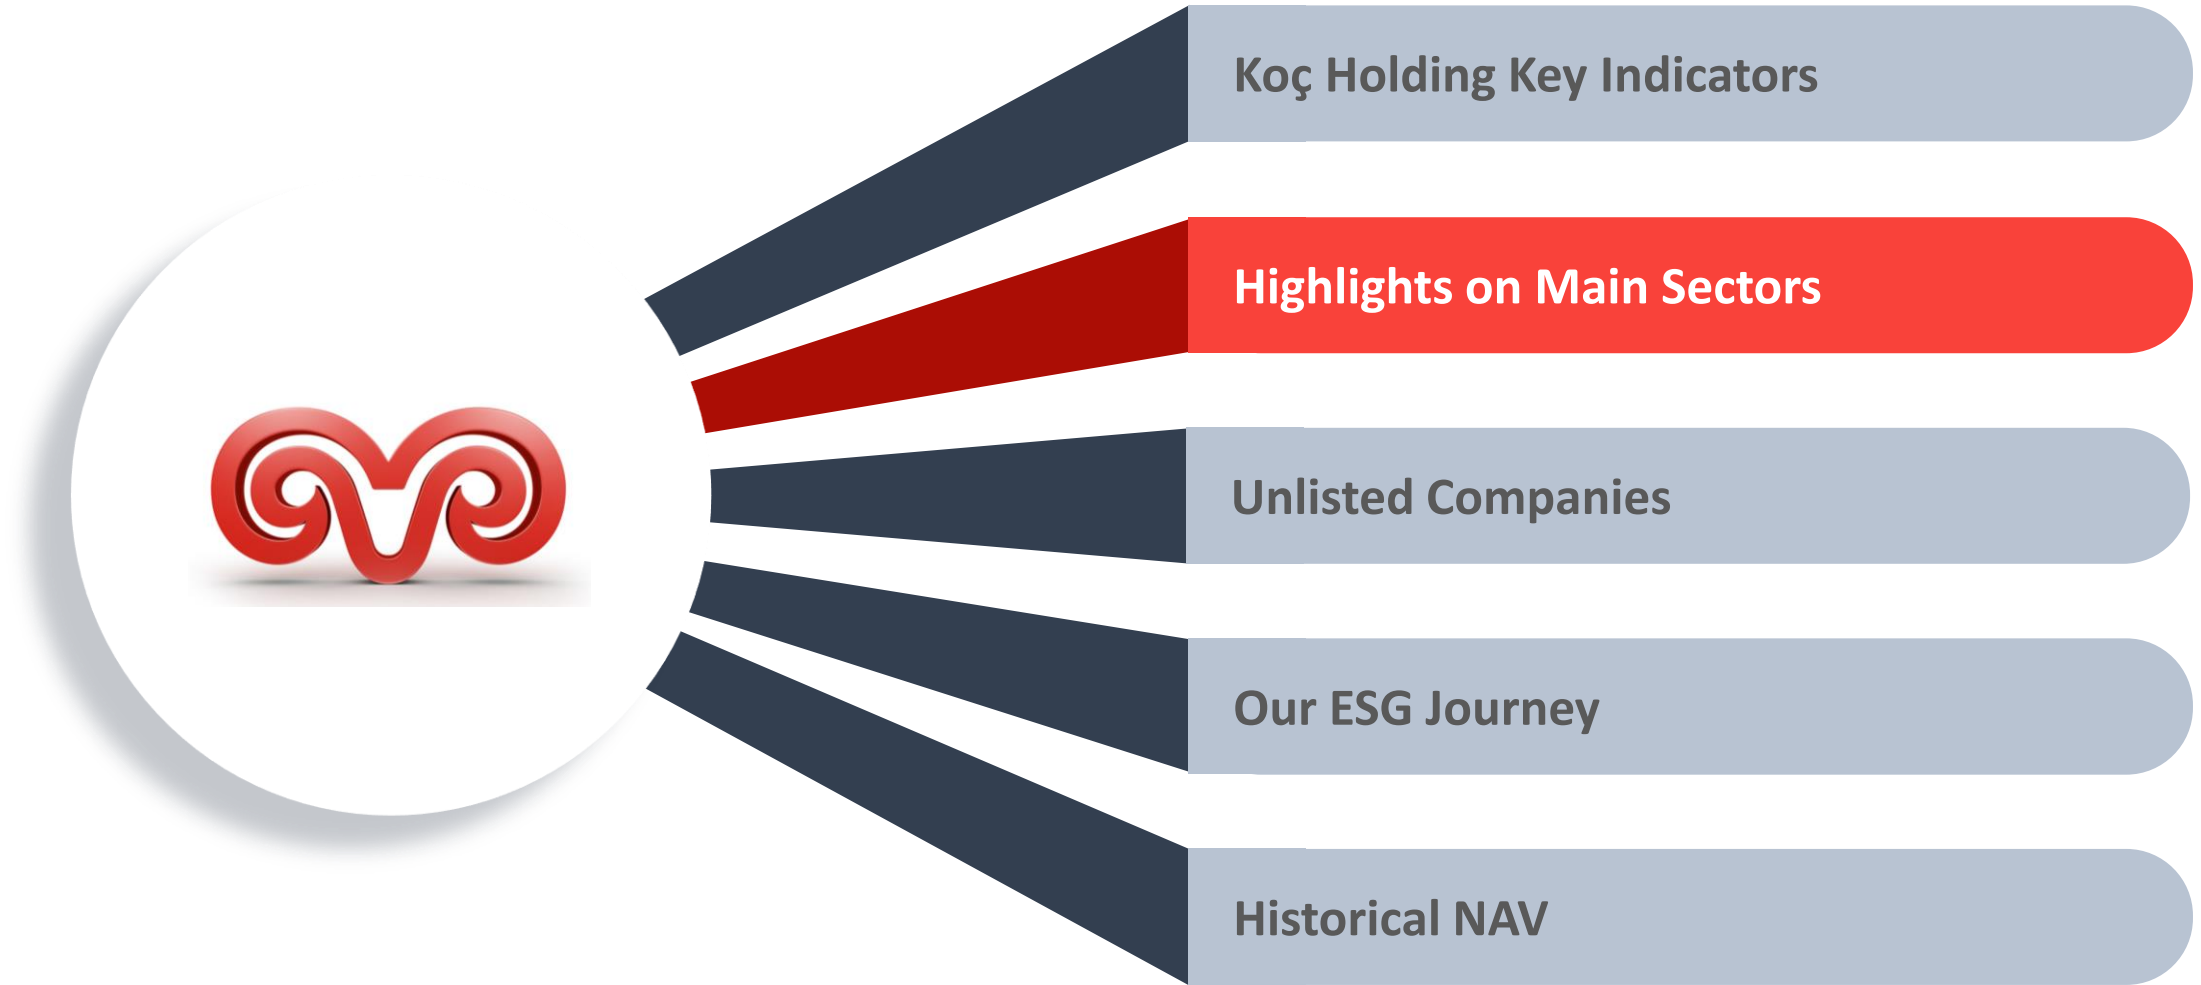 Koç Holding Key Indicators
Highlights on Main Sectors
Unlisted Companies
Our ESG Journey
Historical NAV